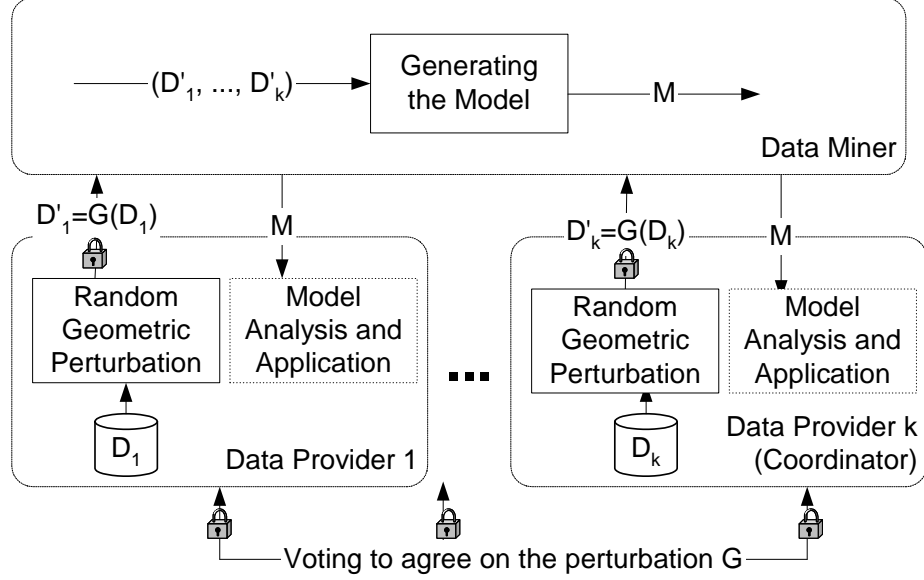 (D'1, ..., D'k)
Generating
the Model
M
Data Miner
D'1=G(D1)
M
D'k=G(Dk)
M
Random
Geometric
Perturbation
Model
Analysis and
Application
Random
Geometric
Perturbation
Model
Analysis and
Application
...
D1
Data Provider 1
Dk
Data Provider k
(Coordinator)
Voting to agree on the perturbation G